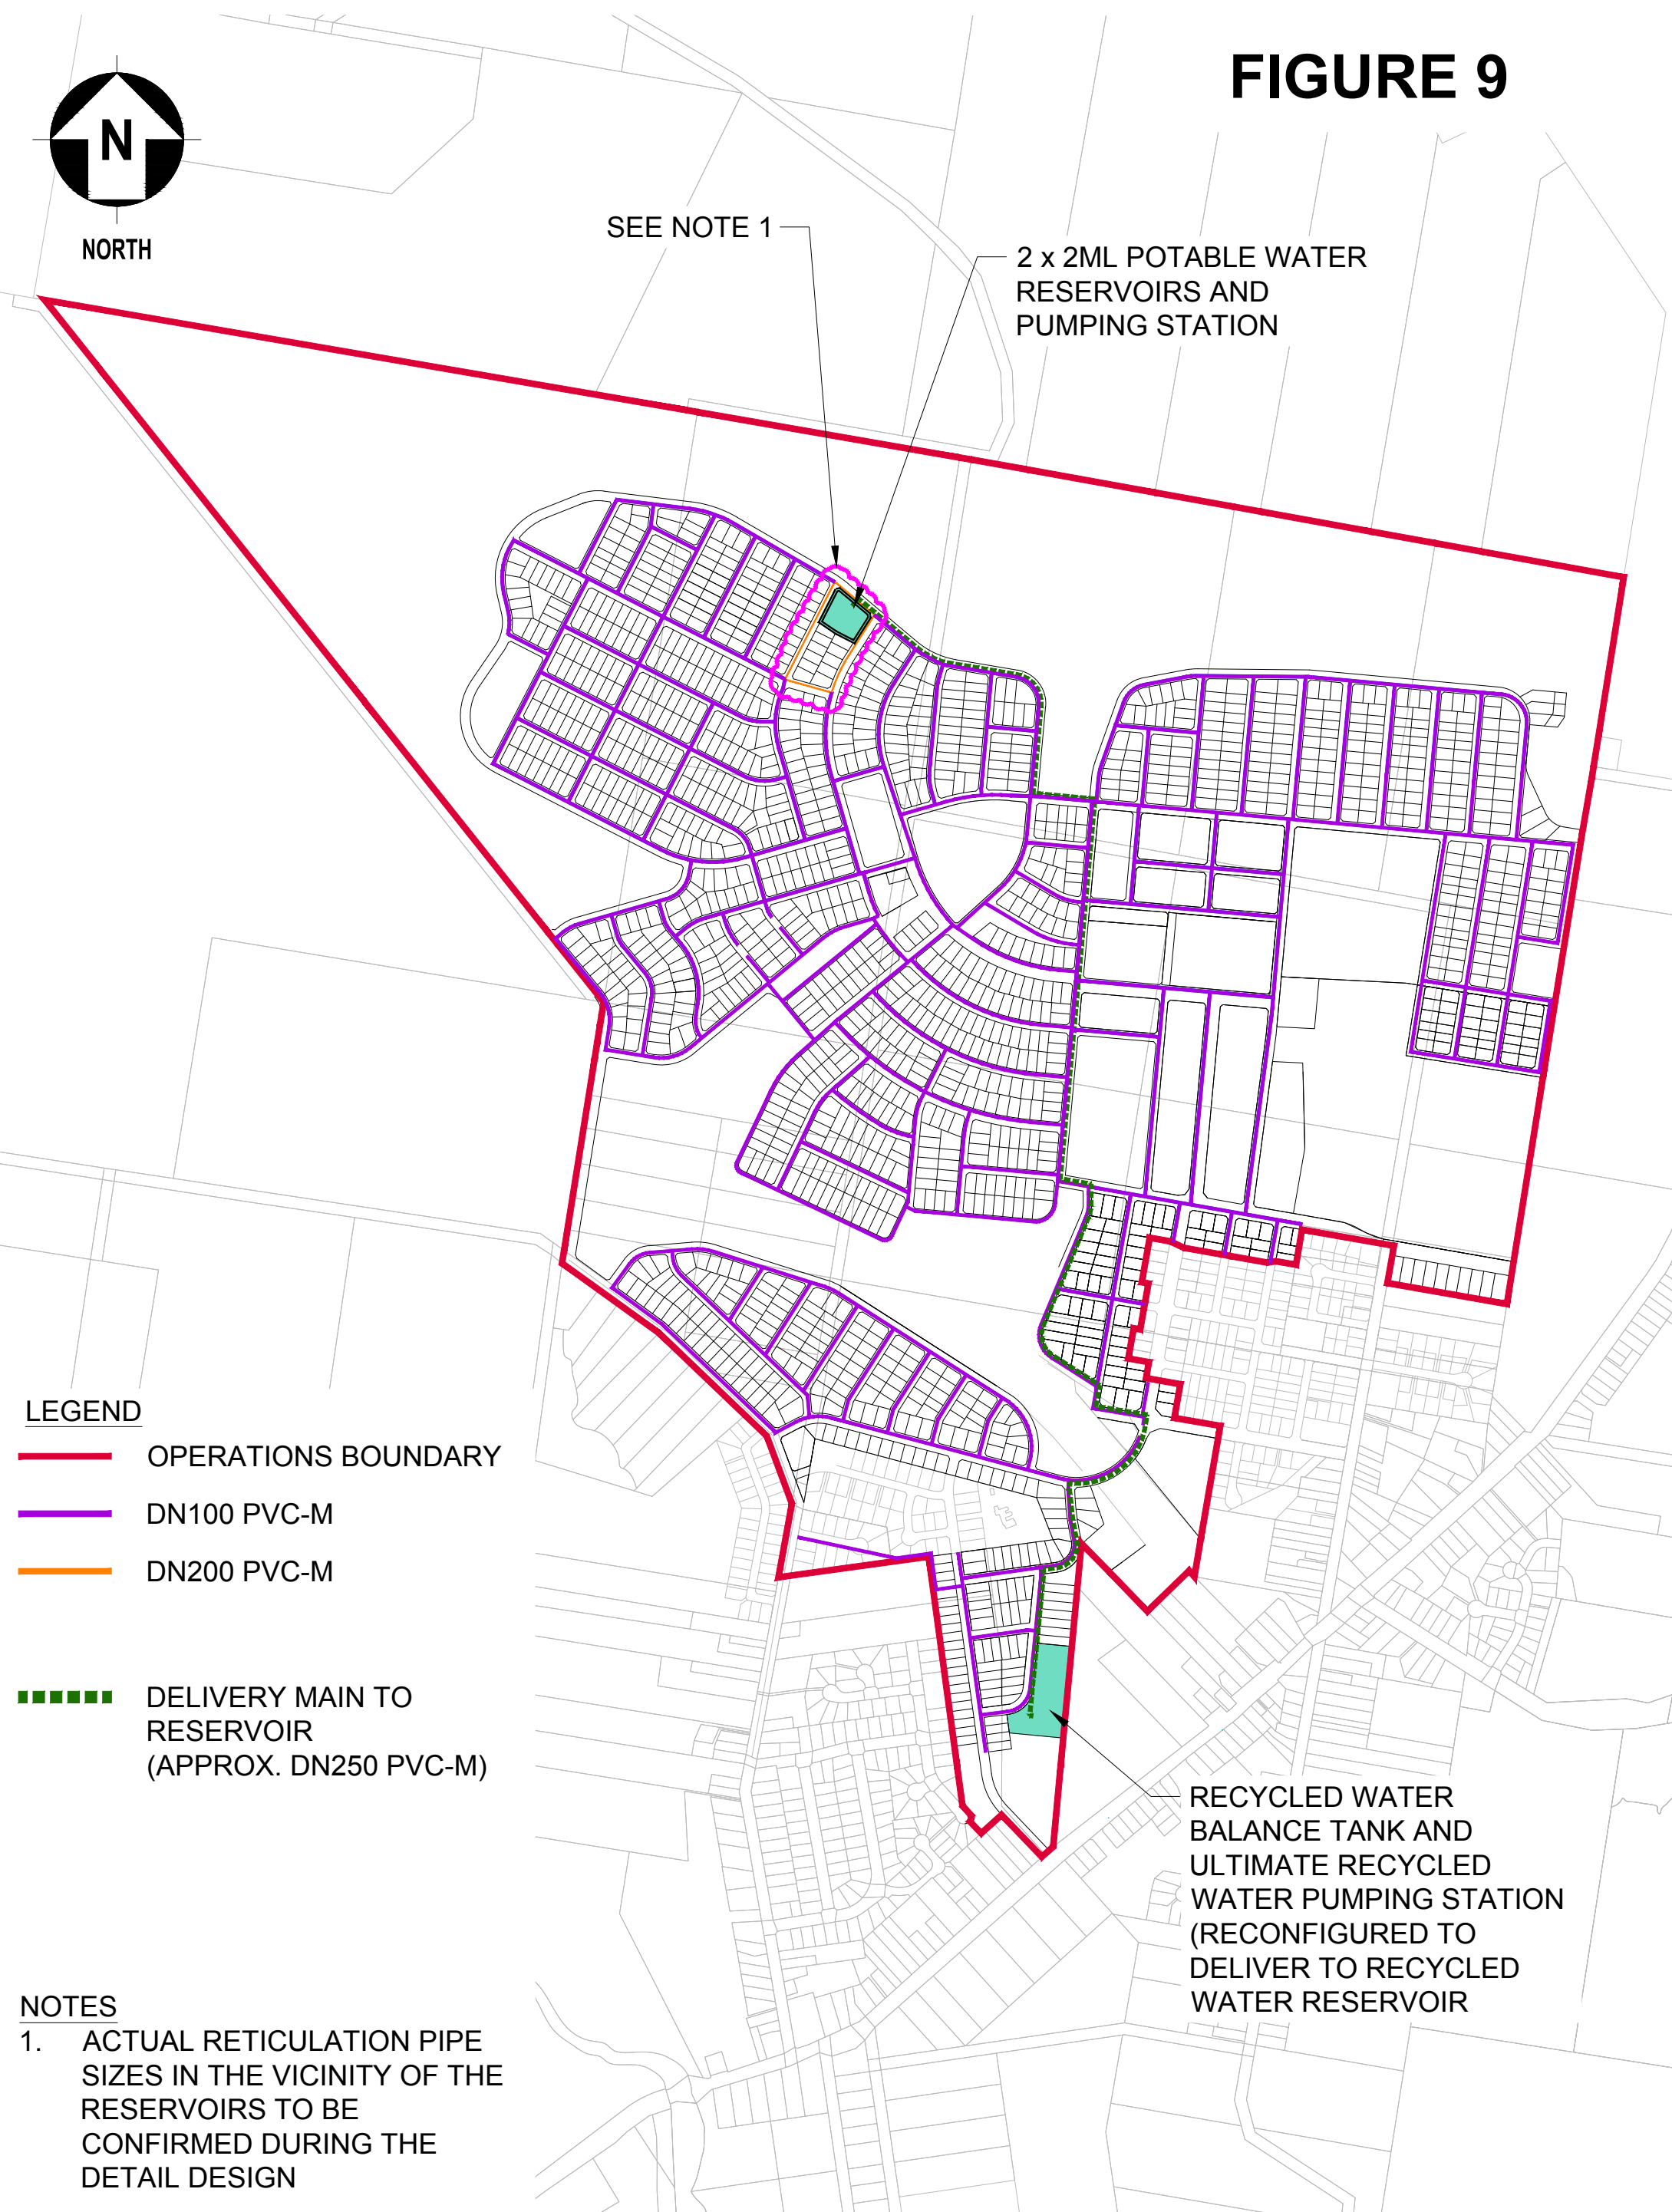 FIGURE 9
N
NORTH
SEE NOTE 1
2 x 2ML POTABLE WATER
RESERVOIRS AND
PUMPING STATION
LEGEND
OPERATIONS BOUNDARY
DN100 PVC-M
DN200 PVC-M
DELIVERY MAIN TO
RESERVOIR
(APPROX. DN250 PVC-M)
RECYCLED WATER
BALANCE TANK AND
ULTIMATE RECYCLED
WATER PUMPING STATION
(RECONFIGURED TO
DELIVER TO RECYCLED
WATER RESERVOIR
NOTES
1. ACTUAL RETICULATION PIPE
SIZES IN THE VICINITY OF THE
RESERVOIRS TO BE
CONFIRMED DURING THE
DETAIL DESIGN